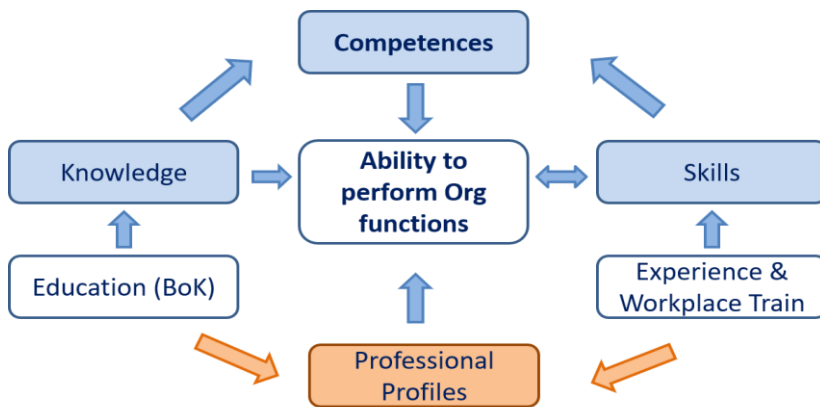 Competences
Knowledge
Ability to
perform Org
functions
Skills
Education (BoK)
Experience &
Workplace Train
Professional
Profiles